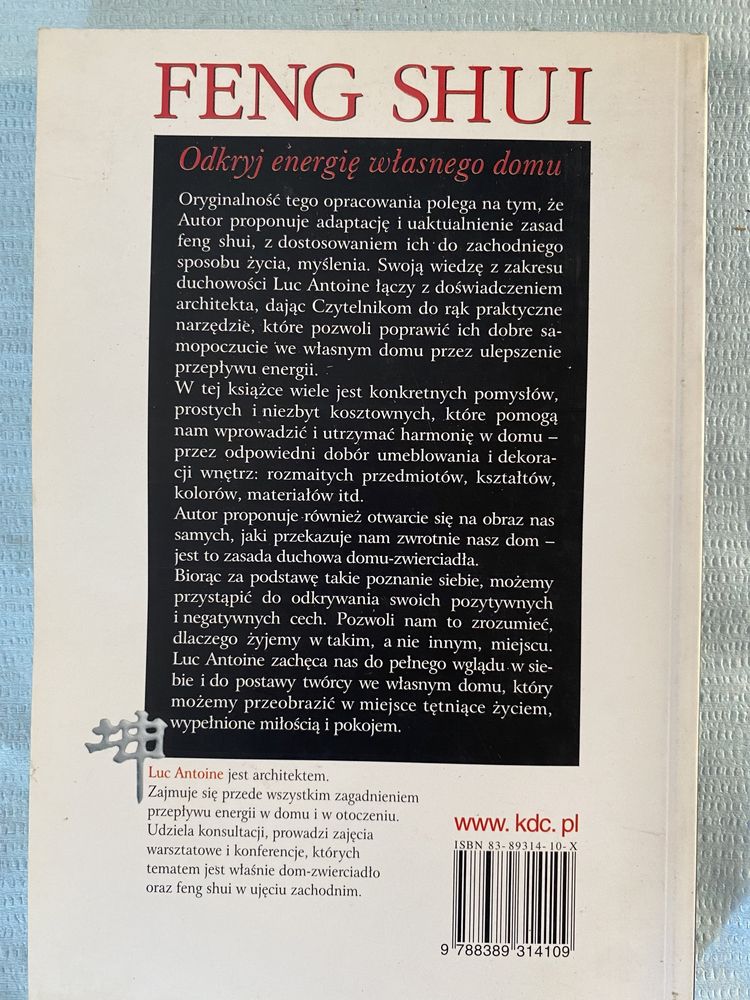 FENG SHUI
Odkryj energię własnego domu
Oryginalność tego opracowania polega na tym, że
Autor proponuje adaptację i uaktualnienie zasad
feng shui, z dostosowaniem ich do zachodniego
sposobu życia, myślenia. Swoją wiedzę z zakresu
duchowości Luc Antoine łączy z doświadczeniem
architekta, dając Czytelnikom do rąk praktyczne
narzędzie, które pozwoli poprawić ich dobre sa-
mopoczucie we własnym domu przez ulepszenie
przepływu energii.
W tej książce wiele jest konkretnych pomysłów,
prostych i niezbyt kosztownych, które pomogą
nam wprowadzić i utrzymać harmonię w domu –
przez odpowiedni dobór umeblowania i dekora-
cji wnętrz: rozmaitych przedmiotów, kształtów,
kolorów, materiałów itd.
Autor proponuje również otwarcie się na obraz nas
samych, jaki przekazuje nam zwrotnie nasz dom –
jest to zasada duchowa domu-zwierciadła.
Biorąc za podstawę takie poznanie siebie, możemy
przystąpić do odkrywania swoich pozytywnych
i negatywnych cech. Pozwoli nam to zrozumieć,
dlaczego żyjemy w takim, a nie innym, miejscu.
Luc Antoine zachęca nas do pełnego wglądu w sie-
bie i do postawy twórcy we własnym domu, który
możemy przeobrazić w miejsce tętniące życiem,
wypełnione miłością i pokojem.
坤
Luc Antoine jest architektem.
Zajmuje się przede wszystkim zagadnieniem
przepływu energii w domu i w otoczeniu.
Udziela konsultacji, prowadzi zajęcia
warsztatowe i konferencje, których
tematem jest właśnie dom-zwierciadło
oraz feng shui w ujęciu zachodnim.
www. kdc. pl
ISBN 83-89314-10-X
9 788389 314109